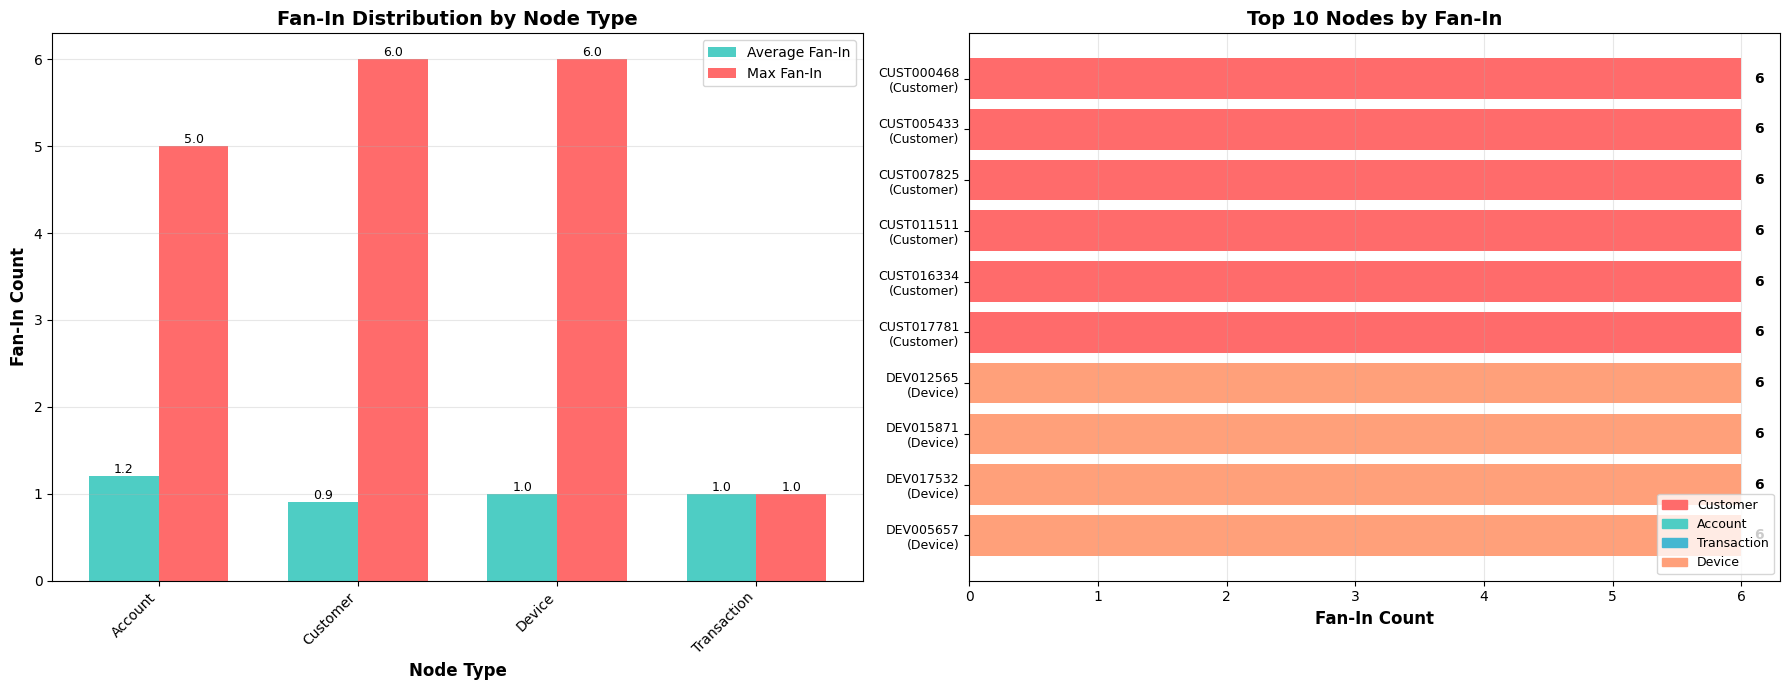 Fan-In Distribution by Node Type
Fan-In Count
6
5
4
3
2
1
0
Average Fan-In
Max Fan-In
1.2
5.0
0.9
6.0
1.0
6.0
1.0
1.0
Account
Customer
Device
Transaction
Node Type
Top 10 Nodes by Fan-In
CUST000468
(Customer)
6
CUST005433
(Customer)
6
CUST007825
(Customer)
6
CUST011511
(Customer)
6
CUST016334
(Customer)
6
CUST017781
(Customer)
6
DEV012565
(Device)
6
DEV015871
(Device)
6
DEV017532
(Device)
6
DEV005657
(Device)
6
Customer
Account
Transaction
Device
0
1
2
3
4
5
6
Fan-In Count